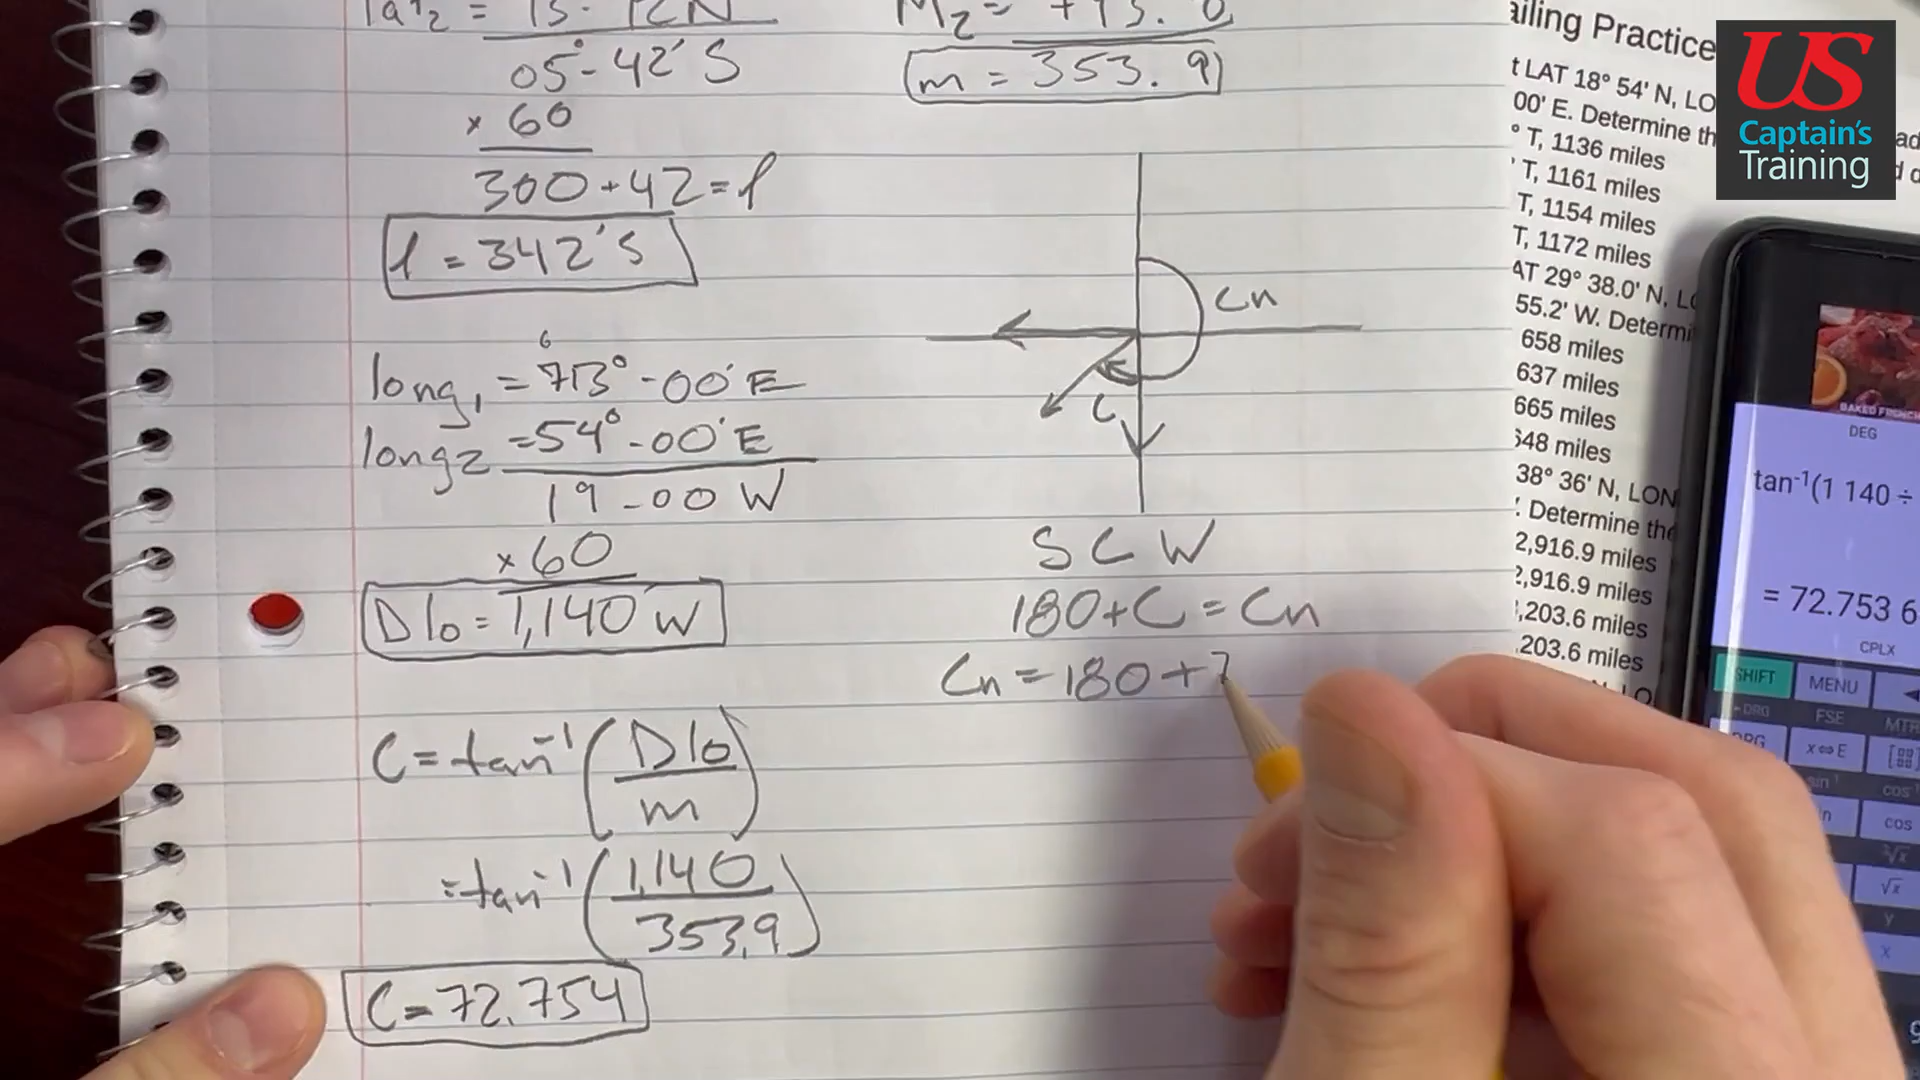 05° - 42' S
× 60
300 + 42 = l
l = 342' S
long₁ = 73° - 00' E
long2 = 54° - 00' E
19 - 00 W
× 60
Dlo = 1,140 W
C = tan⁻¹ (Dlo / m)
= tan⁻¹ (1,140 / 353.9)
C = 72.754
m = 353.9
Cn
C
S C W
180 + C = Cn
Cn = 180 +
ailing Practice
t LAT 18° 54' N, LO
00' E. Determine th
° T, 1136 miles
' T, 1161 miles
T, 1154 miles
T, 1172 miles
AT 29° 38.0' N, LO
55.2' W. Determi
658 miles
637 miles
665 miles
648 miles
38° 36' N, LON
. Determine the
2,916.9 miles
2,916.9 miles
,203.6 miles
,203.6 miles
US
Captain's
Training
DEG
tan⁻¹(1 140 ÷
= 72.753 6
CPLX
SHIFT
MENU
FSE
x⇔E
cos
√x
y
x